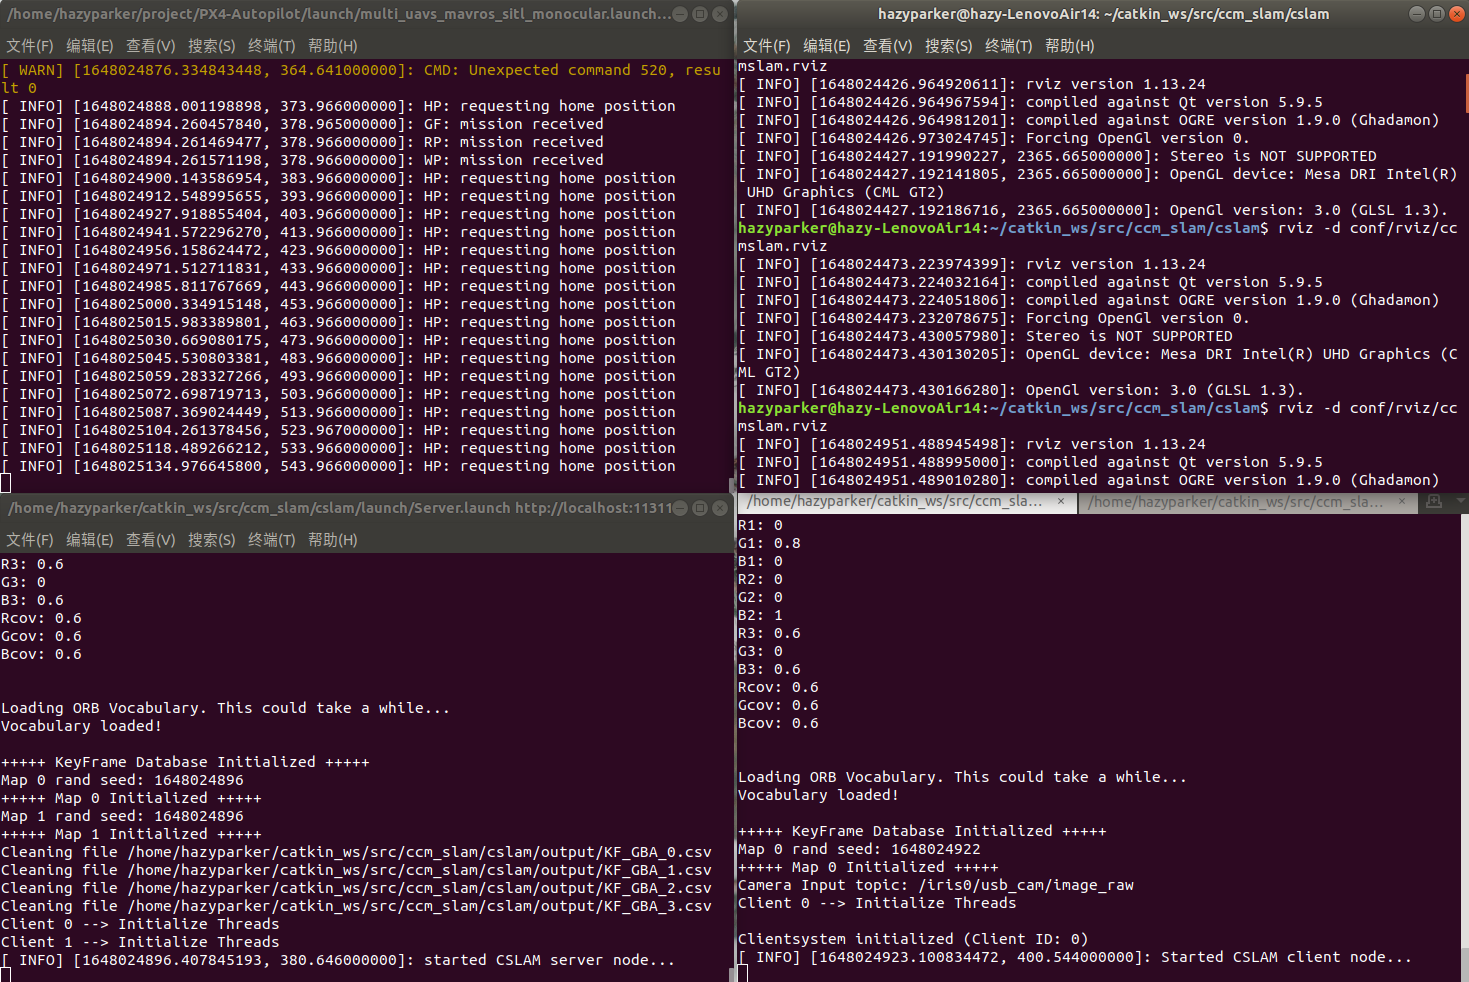 /home/hazyparker/project/PX4-Autopilot/launch/multi_uavs_mavros_sitl_monocular.launch...
文件(F) 编辑(E) 查看(V) 搜索(S) 终端(T) 帮助(H)
[ WARN] [1648024876.334843448, 364.641000000]: CMD: Unexpected command 520, resu
lt 0
[ INFO] [1648024888.001198898, 373.966000000]: HP: requesting home position
[ INFO] [1648024894.260457840, 378.965000000]: GF: mission received
[ INFO] [1648024894.261469477, 378.966000000]: RP: mission received
[ INFO] [1648024894.261571198, 378.966000000]: WP: mission received
[ INFO] [1648024900.143586954, 383.966000000]: HP: requesting home position
[ INFO] [1648024912.548995655, 393.966000000]: HP: requesting home position
[ INFO] [1648024927.918855404, 403.966000000]: HP: requesting home position
[ INFO] [1648024941.572296270, 413.966000000]: HP: requesting home position
[ INFO] [1648024956.158624472, 423.966000000]: HP: requesting home position
[ INFO] [1648024971.512711831, 433.966000000]: HP: requesting home position
[ INFO] [1648024985.811767669, 443.966000000]: HP: requesting home position
[ INFO] [1648025000.334915148, 453.966000000]: HP: requesting home position
[ INFO] [1648025015.983389801, 463.966000000]: HP: requesting home position
[ INFO] [1648025030.669080175, 473.966000000]: HP: requesting home position
[ INFO] [1648025045.530803381, 483.966000000]: HP: requesting home position
[ INFO] [1648025059.283327266, 493.966000000]: HP: requesting home position
[ INFO] [1648025072.698719713, 503.966000000]: HP: requesting home position
[ INFO] [1648025087.369024449, 513.966000000]: HP: requesting home position
[ INFO] [1648025104.261378456, 523.967000000]: HP: requesting home position
[ INFO] [1648025118.489266212, 533.966000000]: HP: requesting home position
[ INFO] [1648025134.976645800, 543.966000000]: HP: requesting home position
hazyparker@hazy-LenovoAir14: ~/catkin_ws/src/ccm_slam/cslam
文件(F) 编辑(E) 查看(V) 搜索(S) 终端(T) 帮助(H)
mslam.rviz
[ INFO] [1648024426.964920611]: rviz version 1.13.24
[ INFO] [1648024426.964967594]: compiled against Qt version 5.9.5
[ INFO] [1648024426.964981201]: compiled against OGRE version 1.9.0 (Ghadamon)
[ INFO] [1648024426.973024745]: Forcing OpenGl version 0.
[ INFO] [1648024427.191990227, 2365.665000000]: Stereo is NOT SUPPORTED
[ INFO] [1648024427.192141805, 2365.665000000]: OpenGL device: Mesa DRI Intel(R)
UHD Graphics (CML GT2)
[ INFO] [1648024427.192186716, 2365.665000000]: OpenGl version: 3.0 (GLSL 1.3).
hazyparker@hazy-LenovoAir14:~/catkin_ws/src/ccm_slam/cslam$ rviz -d conf/rviz/cc
mslam.rviz
[ INFO] [1648024473.223974399]: rviz version 1.13.24
[ INFO] [1648024473.224032164]: compiled against Qt version 5.9.5
[ INFO] [1648024473.224051806]: compiled against OGRE version 1.9.0 (Ghadamon)
[ INFO] [1648024473.232078675]: Forcing OpenGl version 0.
[ INFO] [1648024473.430057980]: Stereo is NOT SUPPORTED
[ INFO] [1648024473.430130205]: OpenGL device: Mesa DRI Intel(R) UHD Graphics (C
ML GT2)
[ INFO] [1648024473.430166280]: OpenGl version: 3.0 (GLSL 1.3).
hazyparker@hazy-LenovoAir14:~/catkin_ws/src/ccm_slam/cslam$ rviz -d conf/rviz/cc
mslam.rviz
[ INFO] [1648024951.488945498]: rviz version 1.13.24
[ INFO] [1648024951.488995000]: compiled against Qt version 5.9.5
[ INFO] [1648024951.489010280]: compiled against OGRE version 1.9.0 (Ghadamon)
/home/hazyparker/catkin_ws/src/ccm_slam/cslam/launch/Server.launch http://localhost:11311
文件(F) 编辑(E) 查看(V) 搜索(S) 终端(T) 帮助(H)
R3: 0.6
G3: 0
B3: 0.6
Rcov: 0.6
Gcov: 0.6
Bcov: 0.6
Loading ORB Vocabulary. This could take a while...
Vocabulary loaded!
+++++ KeyFrame Database Initialized +++++
Map 0 rand seed: 1648024896
+++++ Map 0 Initialized +++++
Map 1 rand seed: 1648024896
+++++ Map 1 Initialized +++++
Cleaning file /home/hazyparker/catkin_ws/src/ccm_slam/cslam/output/KF_GBA_0.csv
Cleaning file /home/hazyparker/catkin_ws/src/ccm_slam/cslam/output/KF_GBA_1.csv
Cleaning file /home/hazyparker/catkin_ws/src/ccm_slam/cslam/output/KF_GBA_2.csv
Cleaning file /home/hazyparker/catkin_ws/src/ccm_slam/cslam/output/KF_GBA_3.csv
Client 0 --> Initialize Threads
Client 1 --> Initialize Threads
[ INFO] [1648024896.407845193, 380.646000000]: started CSLAM server node...
/home/hazyparker/catkin_ws/src/ccm_sla... × /home/hazyparker/catkin_ws/src/ccm_sla... ×
R1: 0
G1: 0.8
B1: 0
R2: 0
G2: 0
B2: 1
R3: 0.6
G3: 0
B3: 0.6
Rcov: 0.6
Gcov: 0.6
Bcov: 0.6
Loading ORB Vocabulary. This could take a while...
Vocabulary loaded!
+++++ KeyFrame Database Initialized +++++
Map 0 rand seed: 1648024922
+++++ Map 0 Initialized +++++
Camera Input topic: /iris0/usb_cam/image_raw
Client 0 --> Initialize Threads
Clientsystem initialized (Client ID: 0)
[ INFO] [1648024923.100834472, 400.544000000]: Started CSLAM client node...